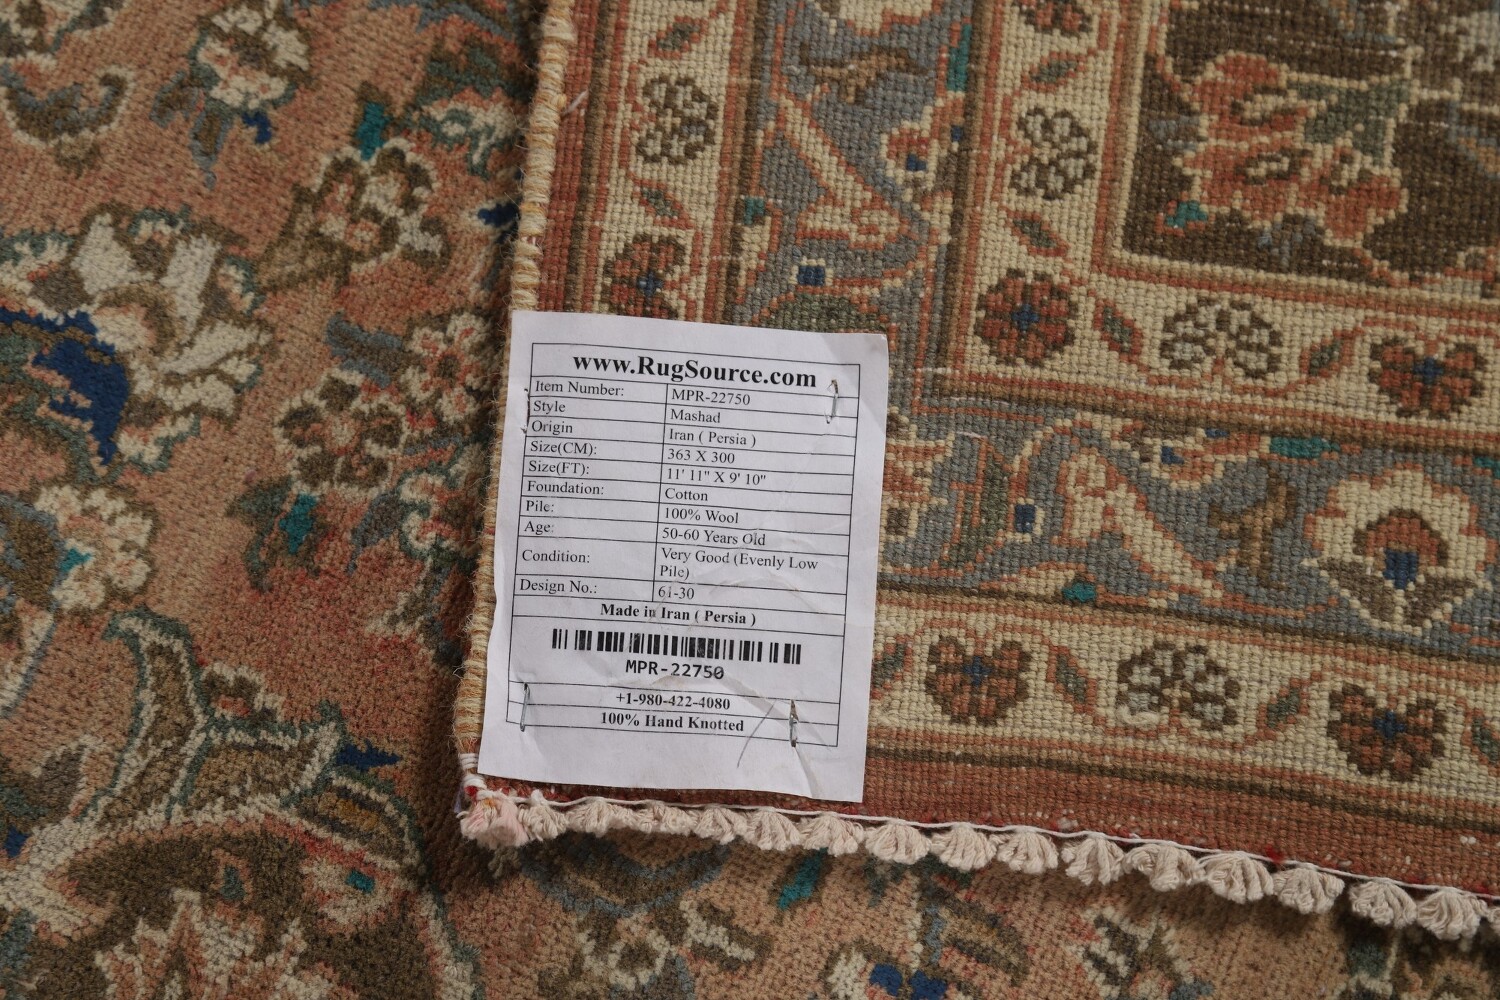 www.RugSource.com
Item Number: MPR-22750
Style Mashad
Origin Iran ( Persia )
Size(CM): 363 X 300
Size(FT): 11' 11" X 9' 10"
Foundation: Cotton
Pile: 100% Wool
Age: 50-60 Years Old
Condition: Very Good (Evenly Low
Pile)
Design No.: 61-30
Made in Iran ( Persia )
MPR-22750
+1-980-422-4080
100% Hand Knotted